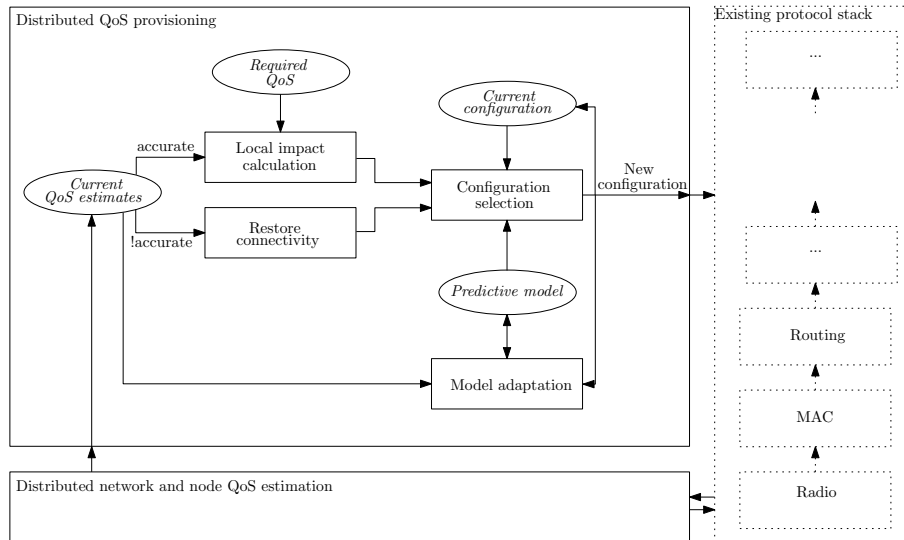 Distributed QoS provisioning
Existing protocol stack
...
Required
QoS
Current
configuration
accurate
Local impact
calculation
New
configuration
Current
QoS estimates
Configuration
selection
!accurate
Restore
connectivity
...
Predictive model
Routing
Model adaptation
MAC
Distributed network and node QoS estimation
Radio